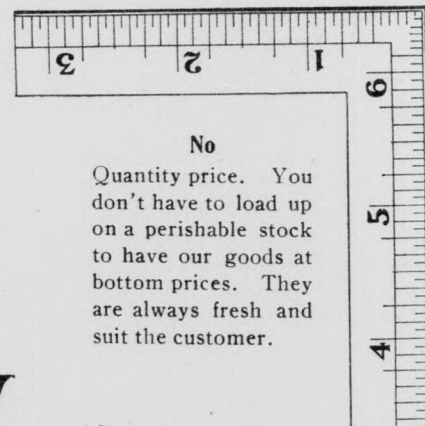 3 2 1
6
No
Quantity price. You
don't have to load up
on a perishable stock
to have our goods at
bottom prices. They
are always fresh and
suit the customer.
5
4